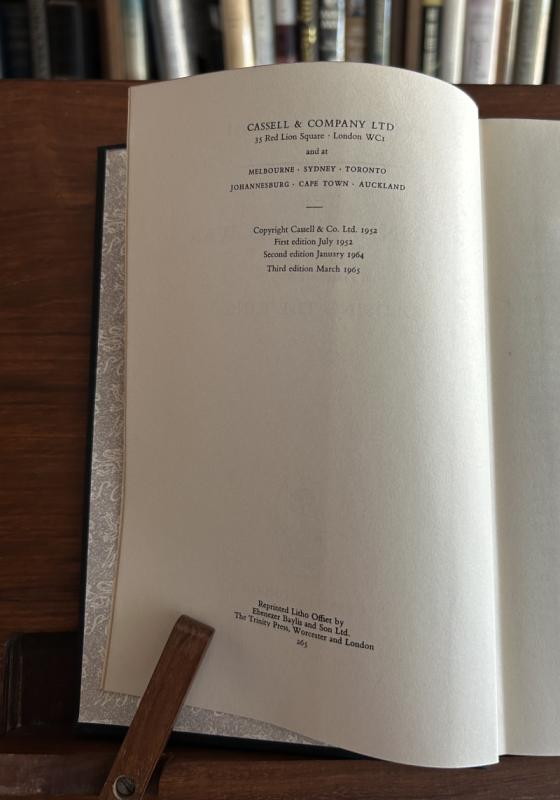 CASSELL & COMPANY LTD
35 Red Lion Square · London WC1
and at
MELBOURNE · SYDNEY · TORONTO
JOHANNESBURG · CAPE TOWN · AUCKLAND
Copyright Cassell & Co. Ltd. 1952
First edition July 1952
Second edition January 1964
Third edition March 1965
Reprinted Litho Offset by
Ebenezer Baylis and Son Ltd.
The Trinity Press, Worcester and London
265